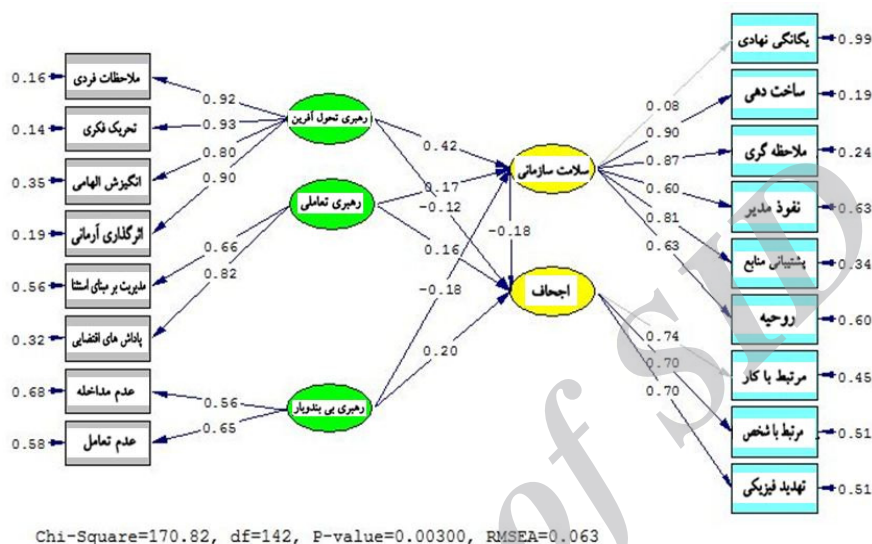 0.16
ملاحظات فردی
0.14
تحریک فکری
0.35
انگیزش الهامی
0.19
اثرگذاری آرمانی
0.56
مدیریت بر مبنای استثنا
0.32
پاداش های اقتضایی
0.68
عدم مداخله
0.58
عدم تعامل
0.92
0.93
0.80
0.90
0.66
0.82
0.56
0.65
رهبری تحول آفرین
رهبری تعاملی
رهبری بی بندوبار
0.42
0.17
-0.12
0.16
-0.18
-0.18
0.20
سلامت سازمانی
اجحاف
0.08
0.90
0.87
0.60
0.81
0.63
0.74
0.70
0.70
یگانگی نهادی
0.99
ساخت دهی
0.19
ملاحظه گری
0.24
نفوذ مدیر
0.63
پشتیبانی منابع
0.34
روحیه
0.60
مرتبط با کار
0.45
مرتبط با شخص
0.51
تهدید فیزیکی
0.51
of SID
Chi-Square=170.82, df=142, P-value=0.00300, RMSEA=0.063